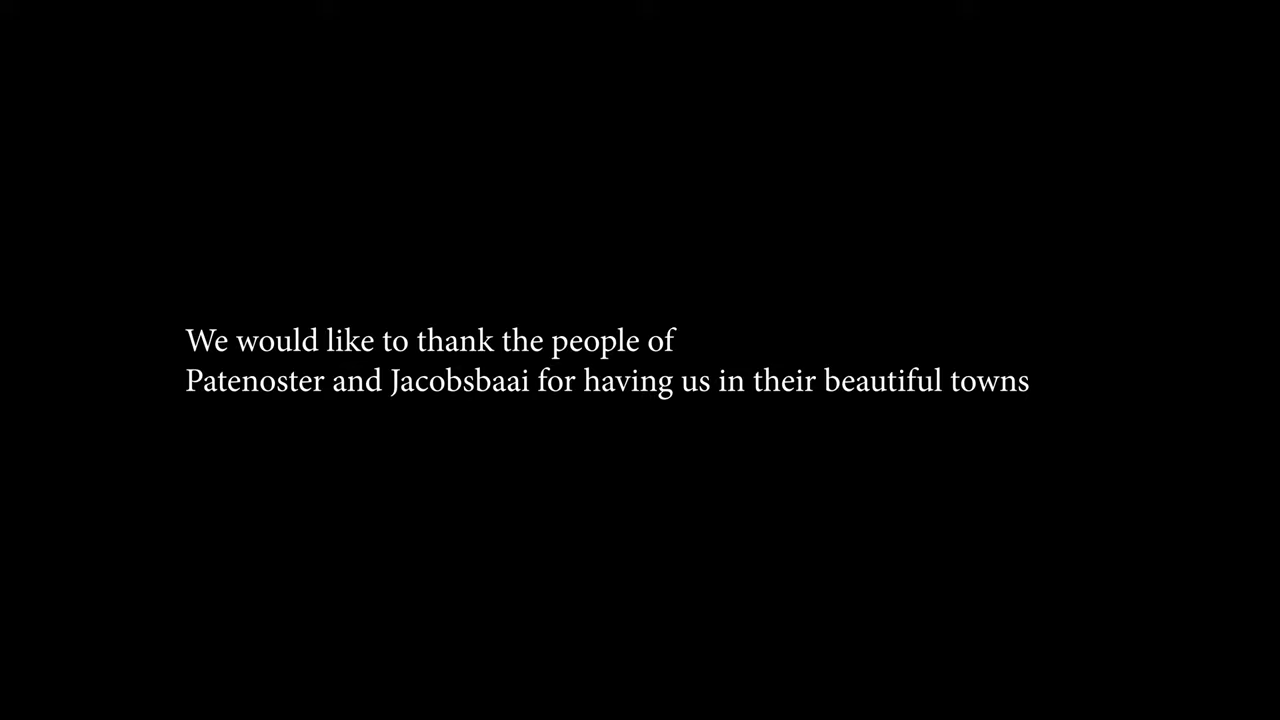 We would like to thank the people of
Patenoster and Jacobsbaai for having us in their beautiful towns